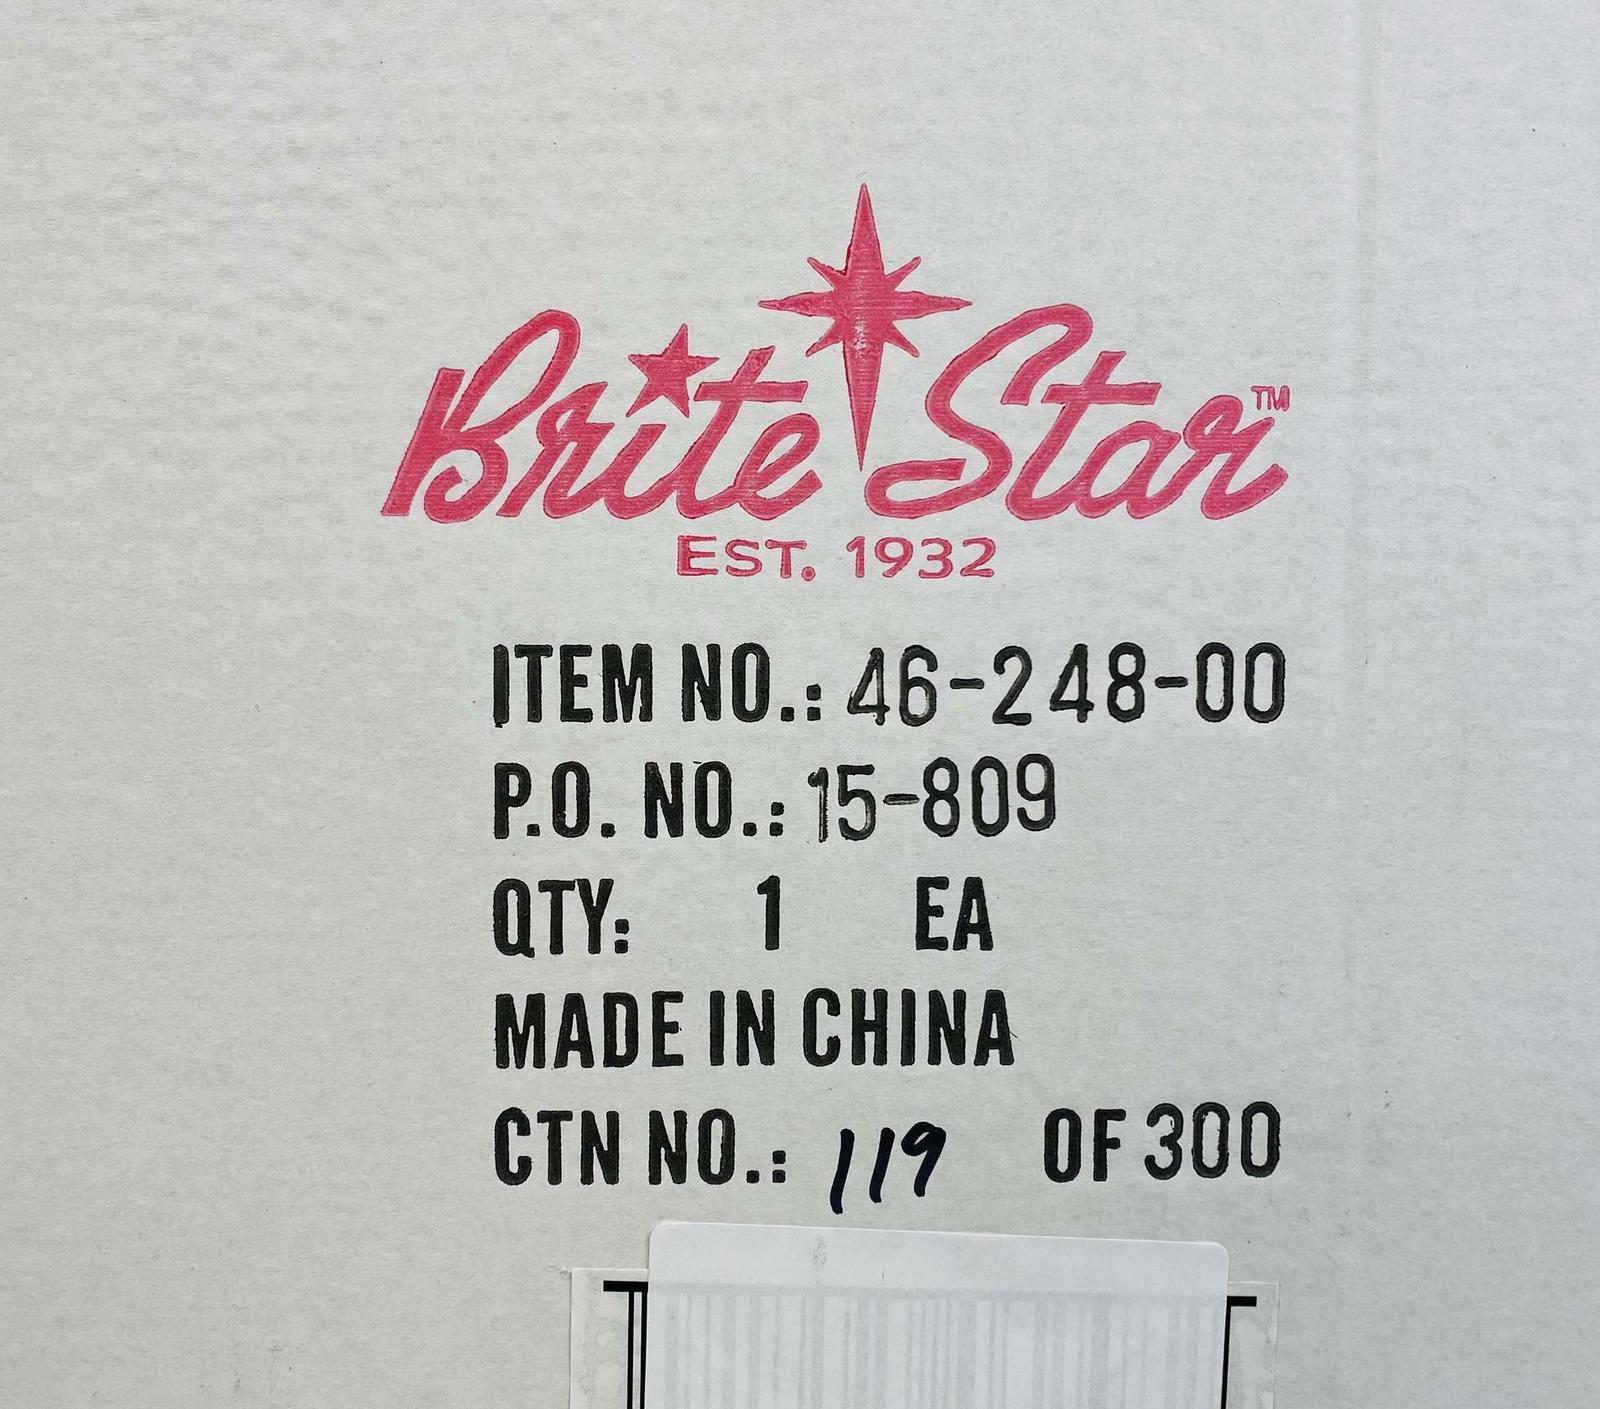 Brite Star™
EST. 1932
ITEM NO.: 46-248-00
P.O. NO.: 15-809
QTY: 1 EA
MADE IN CHINA
CTN NO.: 119 OF 300